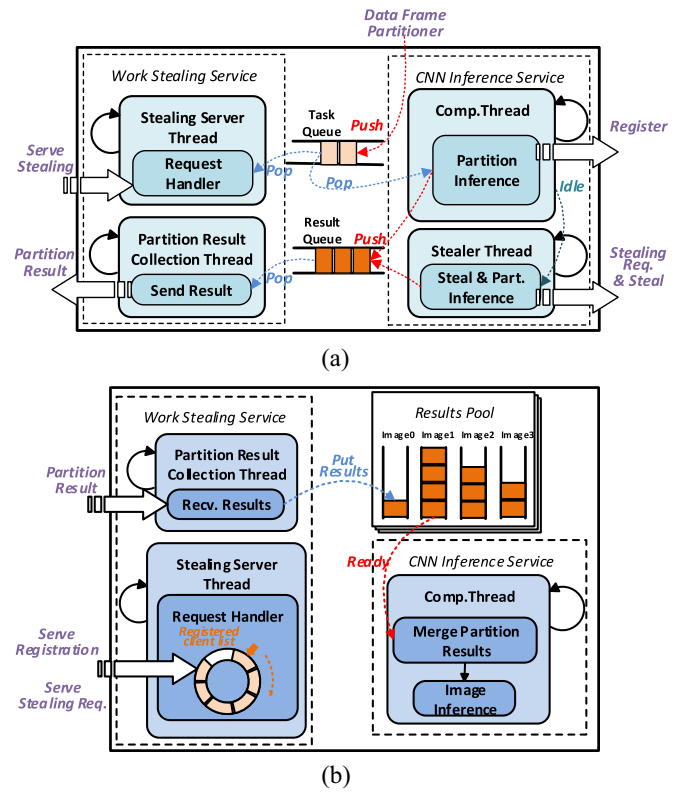 Data Frame
Partitioner
Work Stealing Service
CNN Inference Service
Stealing Server
Thread
Request
Handler
Serve
Stealing
Task
Queue
Push
Pop
Pop
Comp.Thread
Partition
Inference
Register
Idle
Partition Result
Collection Thread
Send Result
Partition
Result
Result
Queue
Push
Pop
Stealer Thread
Steal & Part.
Inference
Stealing
Req.
& Steal
(a)
Work Stealing Service
Partition Result
Collection Thread
Recv. Results
Partition
Result
Put
Results
Results Pool
Image0 Image1 Image2 Image3
Stealing Server
Thread
Request Handler
Registered
client list
Serve
Registration
Serve
Stealing Req.
Ready
CNN Inference Service
Comp.Thread
Merge Partition
Results
Image
Inference
(b)